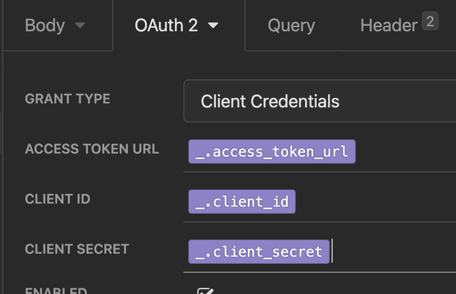 Body OAuth 2 Query Header 2
GRANT TYPE Client Credentials
ACCESS TOKEN URL _.access_token_url
CLIENT ID _.client_id
CLIENT SECRET _.client_secret
ENABLED